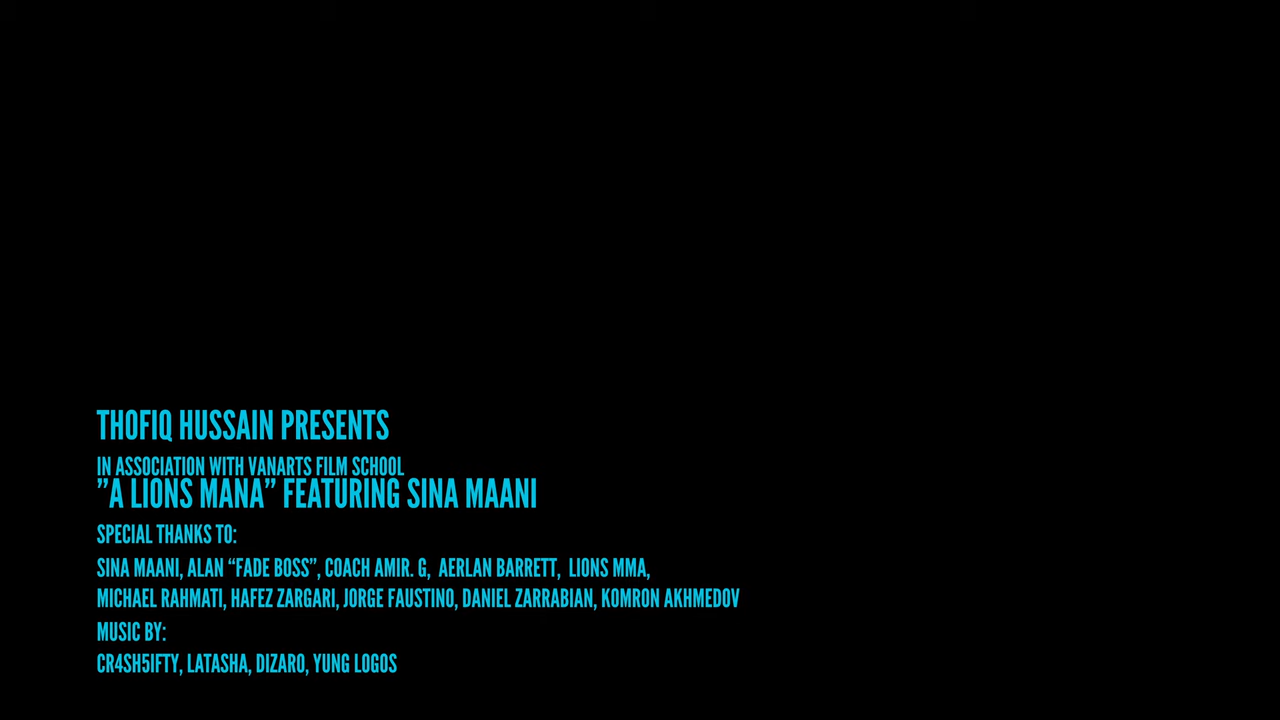 THOFIQ HUSSAIN PRESENTS
IN ASSOCIATION WITH VANARTS FILM SCHOOL
”A LIONS MANA” FEATURING SINA MAANI
SPECIAL THANKS TO:
SINA MAANI, ALAN “FADE BOSS”, COACH AMIR. G,  AERLAN BARRETT,  LIONS MMA,
MICHAEL RAHMATI, HAFEZ ZARGARI, JORGE FAUSTINO, DANIEL ZARRABIAN, KOMRON AKHMEDOV
MUSIC BY:
CR4SH5IFTY, LATASHA, DIZARO, YUNG LOGOS